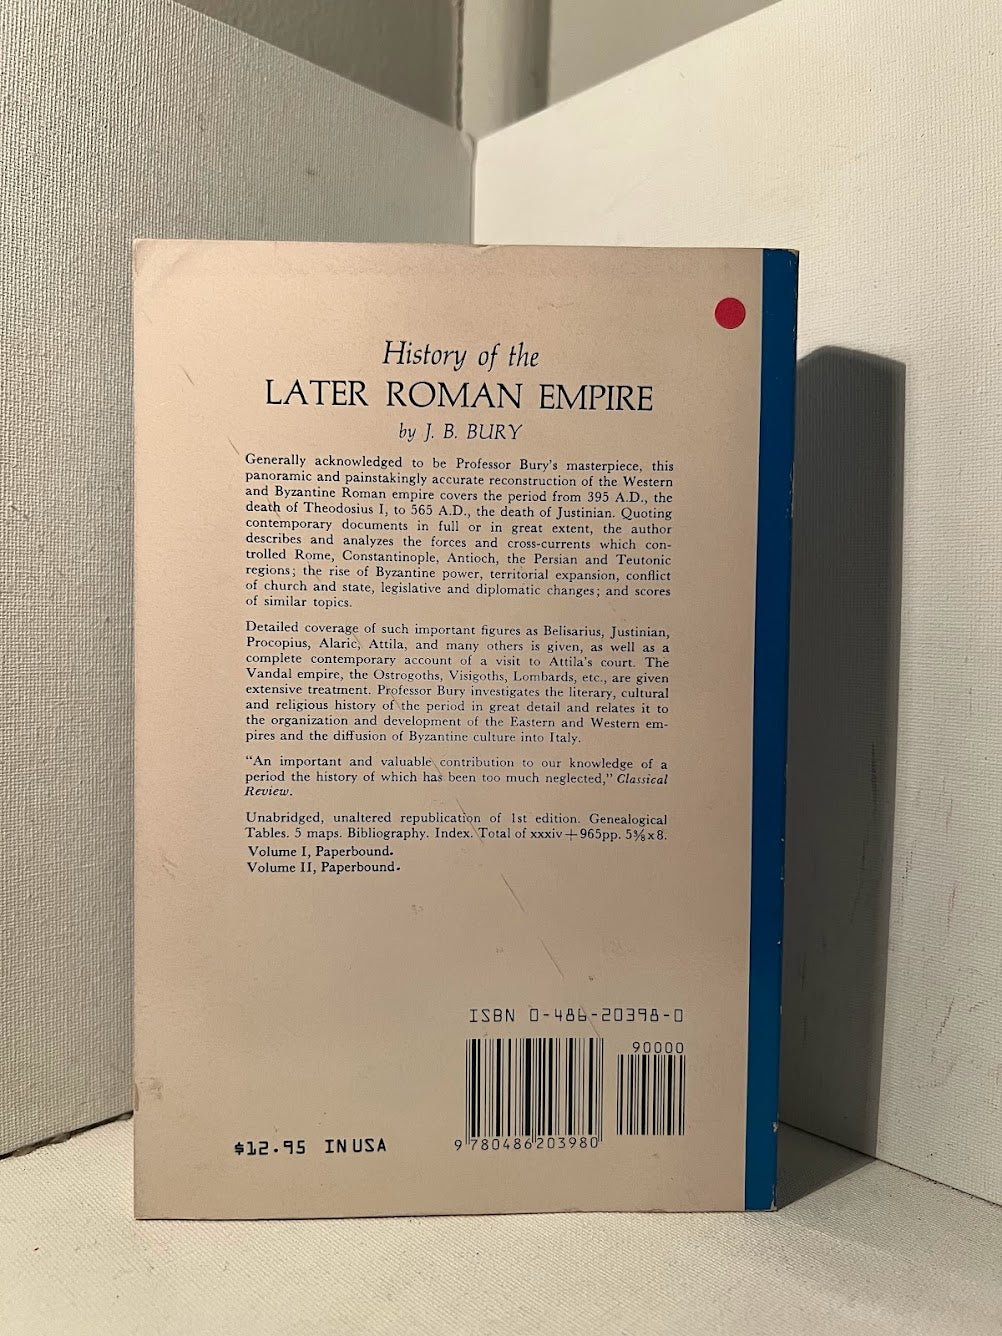 History of the
LATER ROMAN EMPIRE
by J. B. BURY
Generally acknowledged to be Professor Bury's masterpiece, this
panoramic and painstakingly accurate reconstruction of the Western
and Byzantine Roman empire covers the period from 395 A.D., the
death of Theodosius I, to 565 A.D., the death of Justinian. Quoting
contemporary documents in full or in great extent, the author
describes and analyzes the forces and cross-currents which con-
trolled Rome, Constantinople, Antioch, the Persian and Teutonic
regions; the rise of Byzantine power, territorial expansion, conflict
of church and state, legislative and diplomatic changes; and scores
of similar topics.
Detailed coverage of such important figures as Belisarius, Justinian,
Procopius, Alaric, Attila, and many others is given, as well as a
complete contemporary account of a visit to Attila's court. The
Vandal empire, the Ostrogoths, Visigoths, Lombards, etc., are given
extensive treatment. Professor Bury investigates the literary, cultural
and religious history of the period in great detail and relates it to
the organization and development of the Eastern and Western em-
pires and the diffusion of Byzantine culture into Italy.
"An important and valuable contribution to our knowledge of a
period the history of which has been too much neglected," Classical
Review.
Unabridged, unaltered republication of 1st edition. Genealogical
Tables. 5 maps. Bibliography. Index. Total of xxxiv+965pp. 5⅜x8.
Volume I, Paperbound.
Volume II, Paperbound.
ISBN 0-486-20398-0
90000
9 780486 203980
$12.95 IN USA